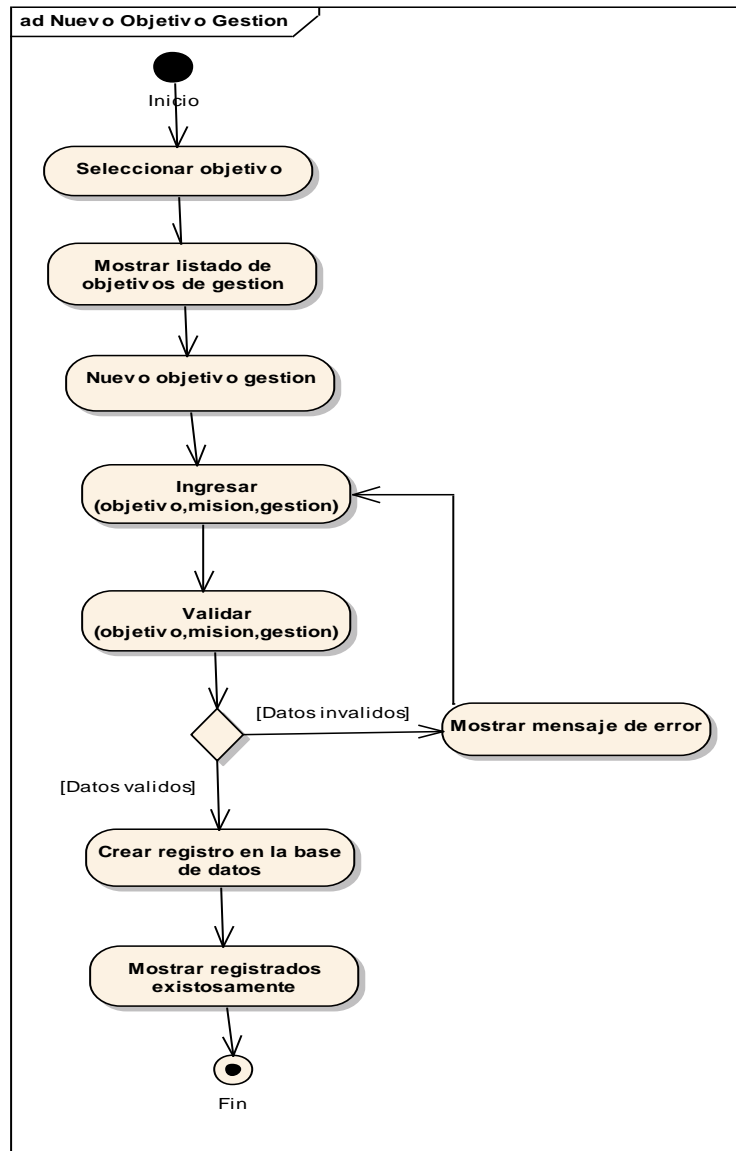 ad Nuevo Objetivo Gestion
Inicio
Seleccionar objetivo
Mostrar listado de
objetivos de gestion
Nuevo objetivo gestion
Ingresar
(objetivo,mision,gestion)
Validar
(objetivo,mision,gestion)
[Datos invalidos]
Mostrar mensaje de error
[Datos validos]
Crear registro en la base
de datos
Mostrar registrados
existosamente
Fin